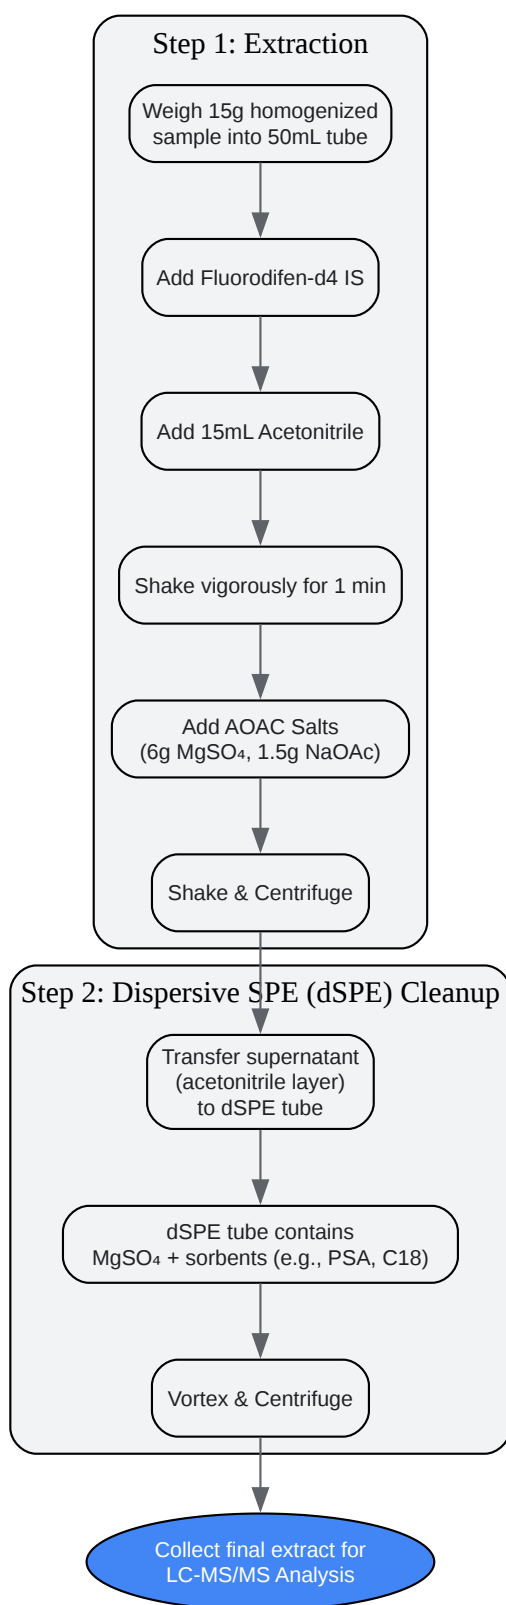 Step 1: Extraction
Weigh 15g homogenized
sample into 50mL tube
Add Fluorodifen-d4 IS
Add 15mL Acetonitrile
Shake vigorously for 1 min
Add AOAC Salts
(6g MgSO₄, 1.5g NaOAc)
Shake & Centrifuge
Step 2: Dispersive SPE (dSPE) Cleanup
Transfer supernatant
(acetonitrile layer)
to dSPE tube
dSPE tube contains
MgSO₄ + sorbents (e.g., PSA, C18)
Vortex & Centrifuge
Collect final extract for
LC-MS/MS Analysis